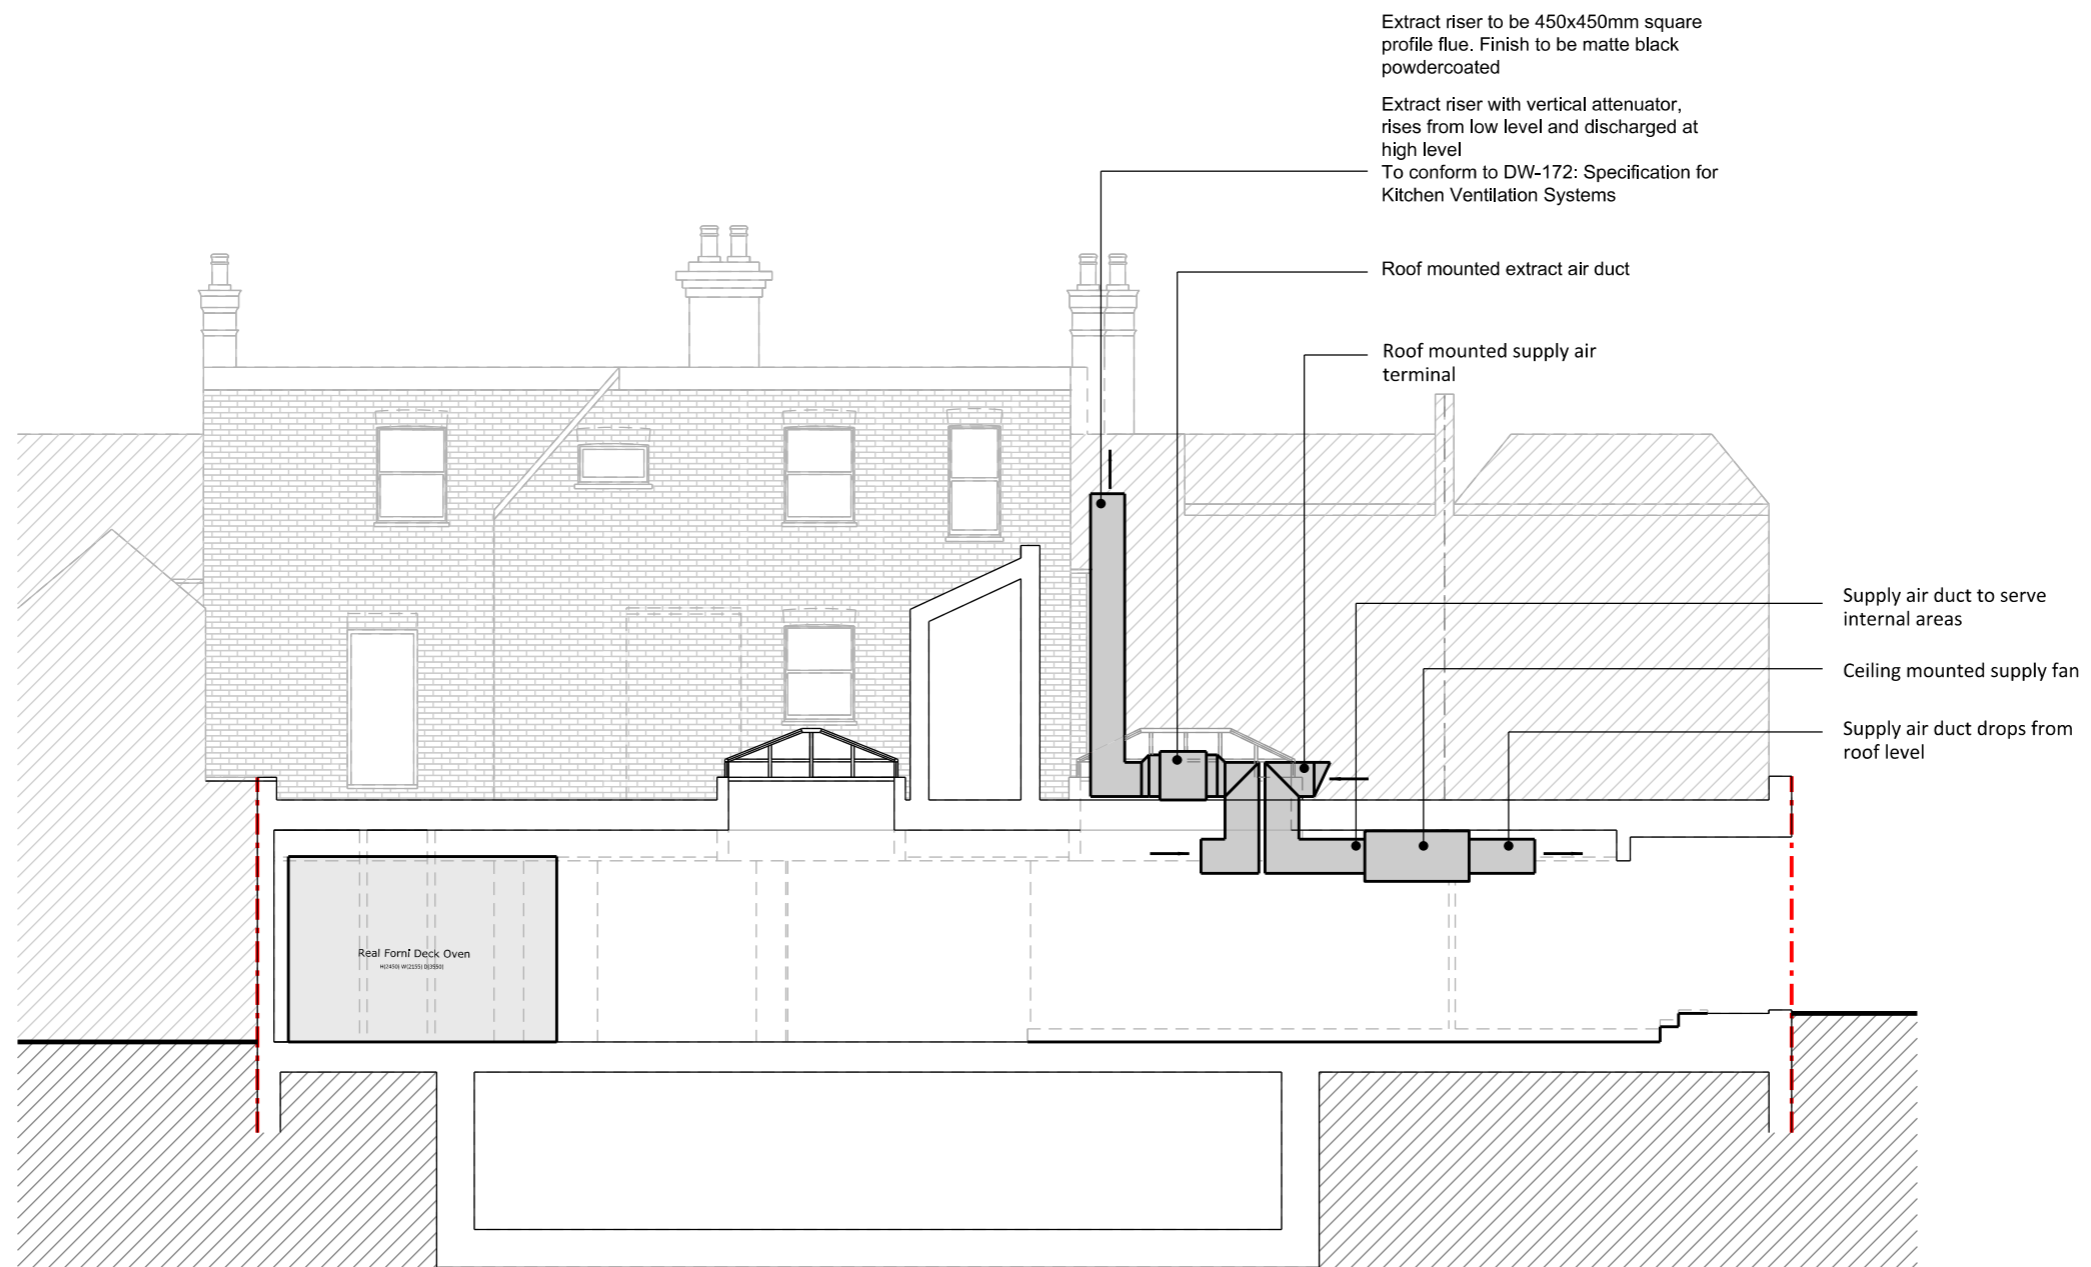 Extract riser to be 450x450mm square
profile flue. Finish to be matte black
powdercoated
Extract riser with vertical attenuator,
rises from low level and discharged at
high level
To conform to DW-172: Specification for
Kitchen Ventilation Systems
Roof mounted extract air duct
Roof mounted supply air
terminal
Supply air duct to serve
internal areas
Ceiling mounted supply fan
Supply air duct drops from
roof level
Real Forni Deck Oven
H(2450) W(2155) D(3550)